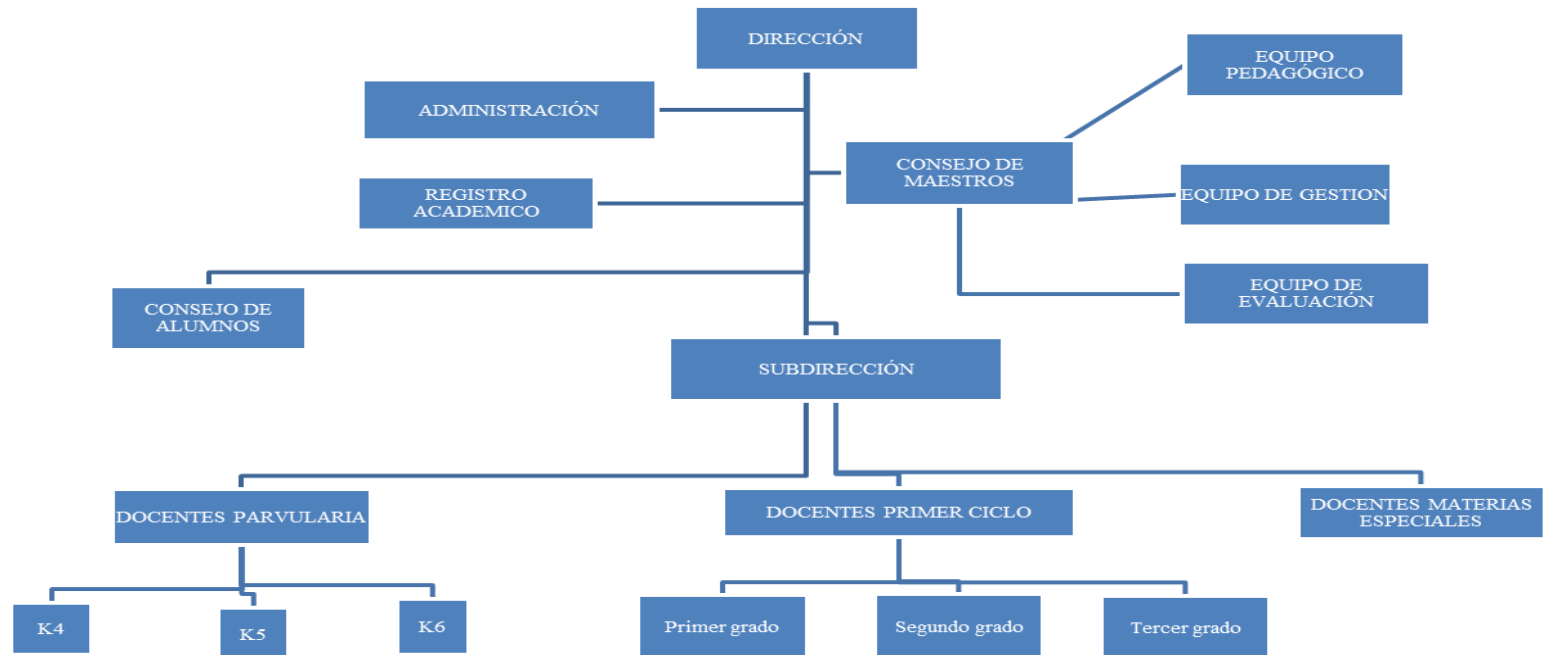 DIRECCIÓN
EQUIPO
PEDAGÓGICO
ADMINISTRACIÓN
CONSEJO DE
MAESTROS
REGISTRO
ACADEMICO
EQUIPO DE GESTION
CONSEJO DE
ALUMNOS
EQUIPO DE
EVALUACIÓN
SUBDIRECCIÓN
DOCENTES PARVULARIA
DOCENTES PRIMER CICLO
DOCENTES MATERIAS
ESPECIALES
K4
K5
K6
Primer grado
Segundo grado
Tercer grado